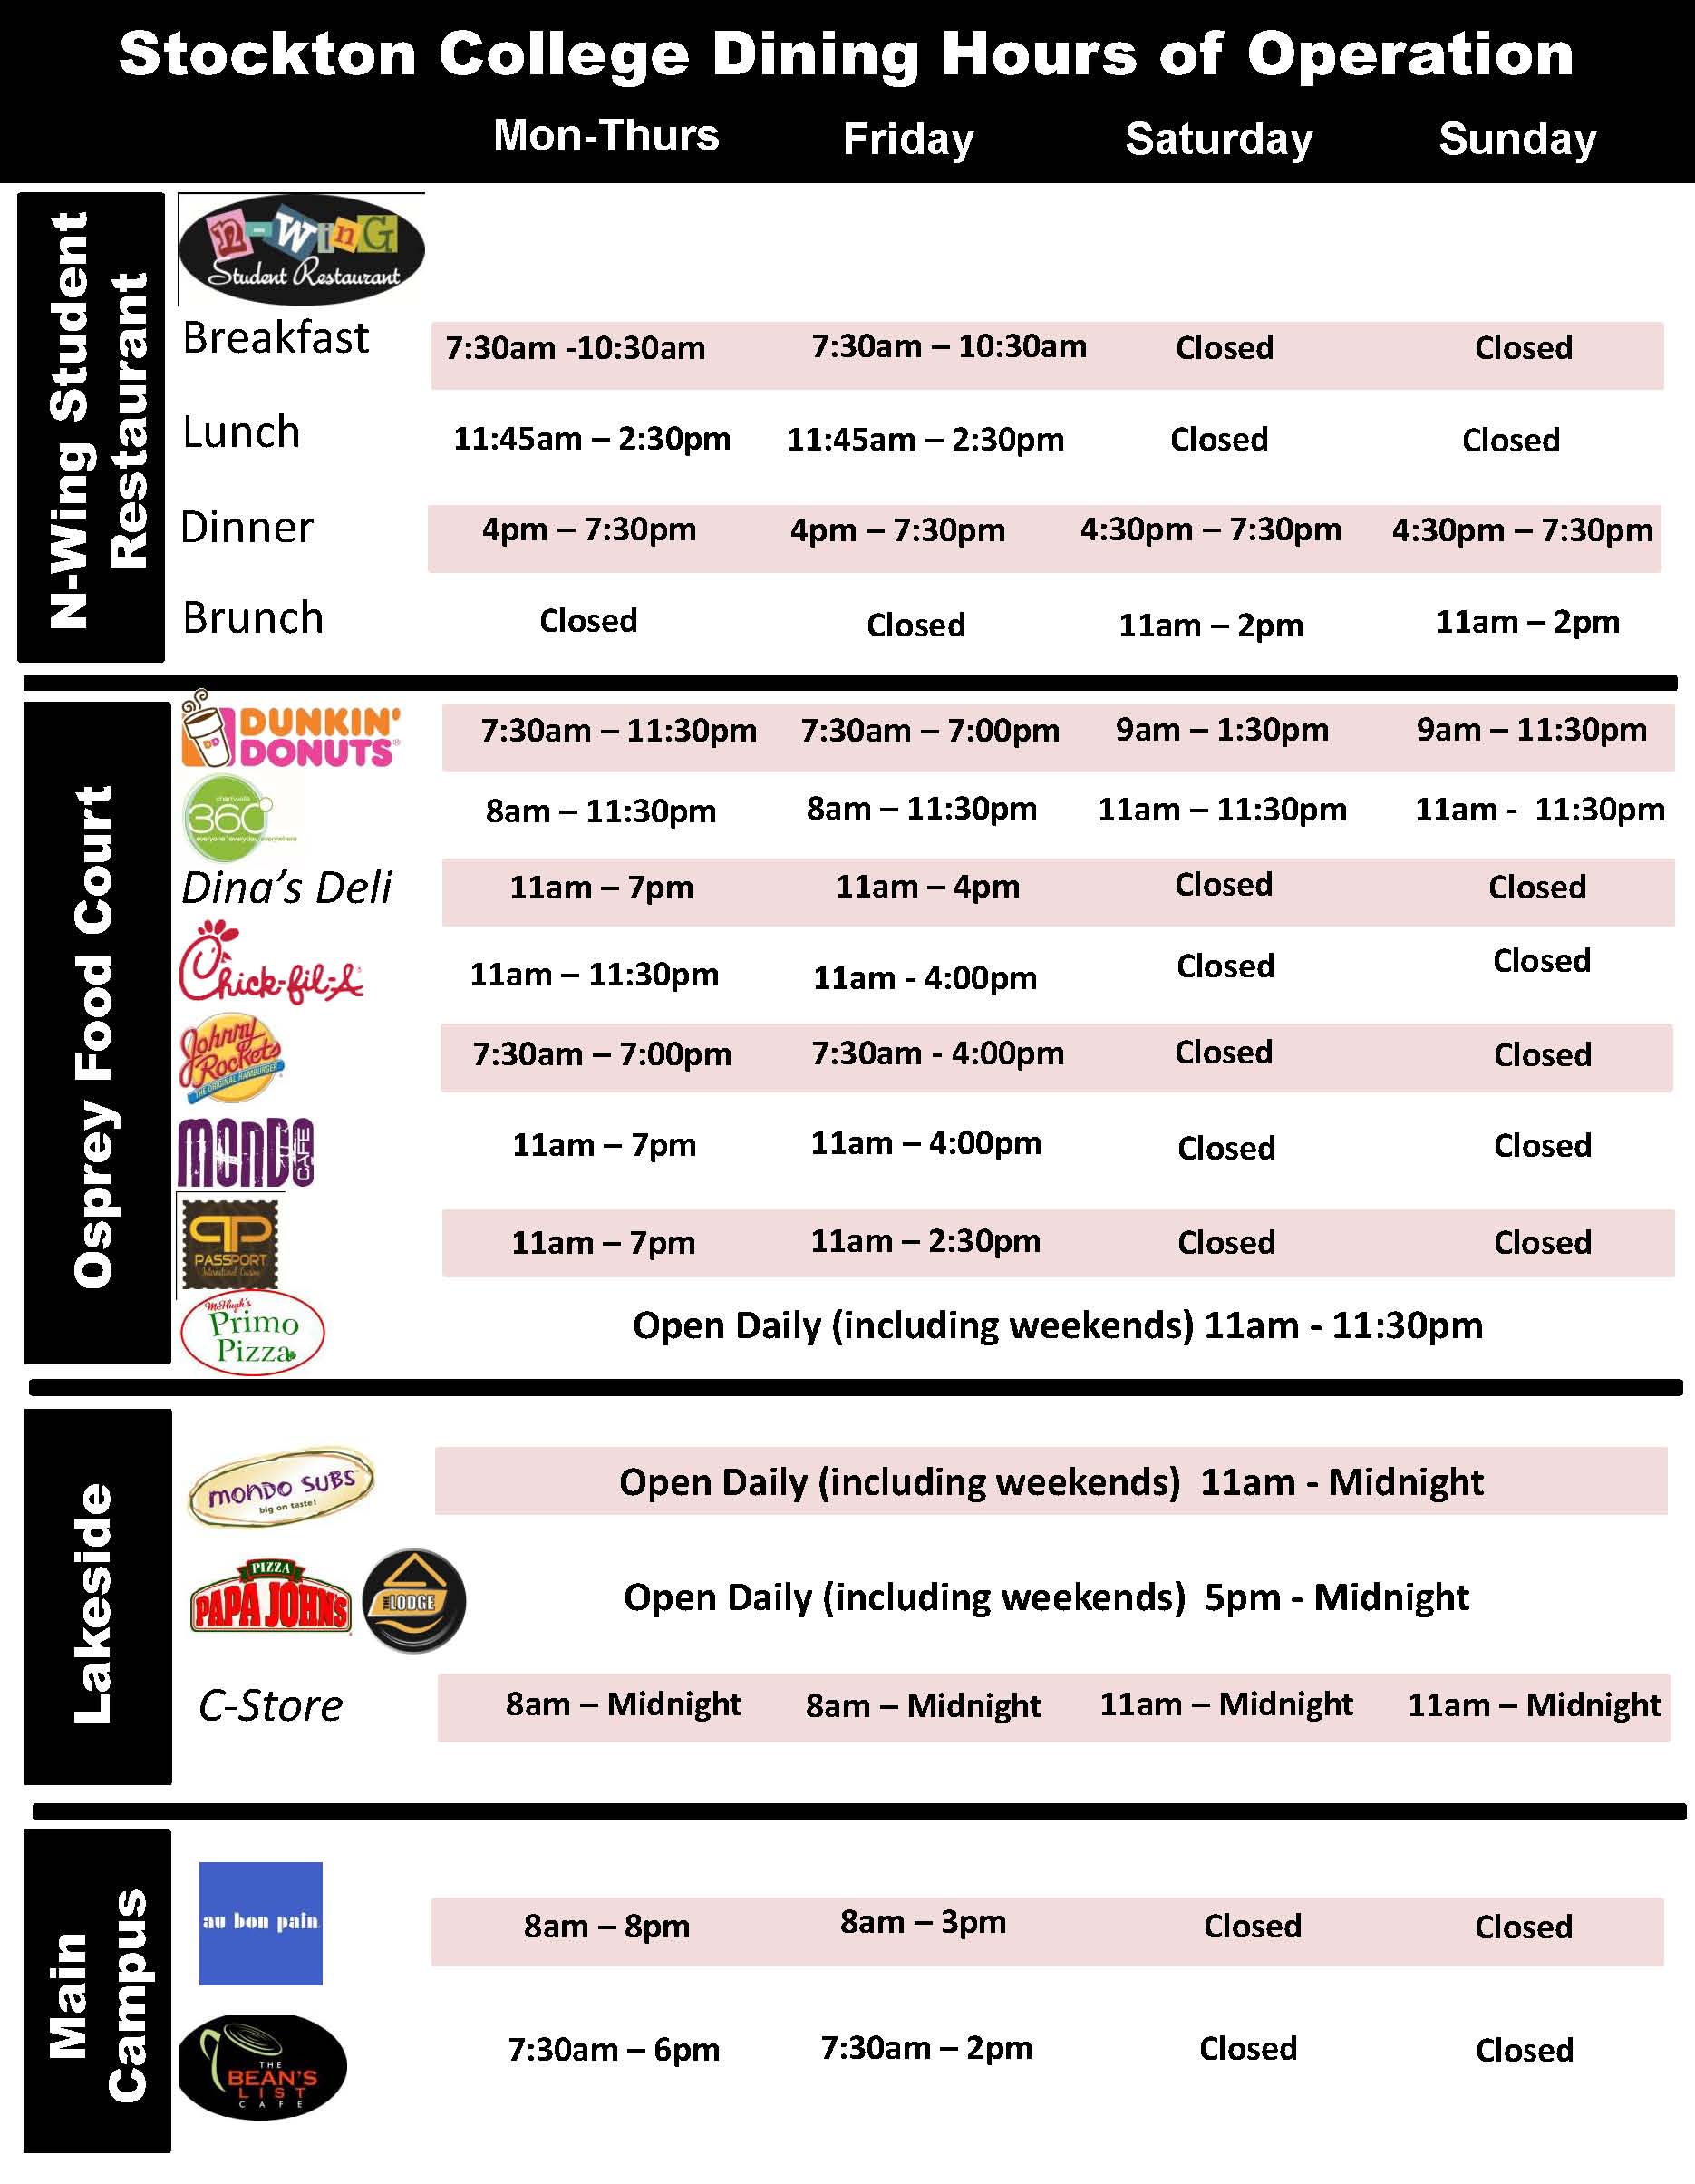 Stockton College Dining Hours of Operation
Mon-Thurs Friday Saturday Sunday
N-Wing Student
Restaurant
n-WinG
Student Restaurant
Breakfast 7:30am -10:30am 7:30am – 10:30am Closed Closed
Lunch 11:45am – 2:30pm 11:45am – 2:30pm Closed Closed
Dinner 4pm – 7:30pm 4pm – 7:30pm 4:30pm – 7:30pm 4:30pm – 7:30pm
Brunch Closed Closed 11am – 2pm 11am – 2pm
Osprey Food Court
DD
DUNKIN'
DONUTS
7:30am – 11:30pm 7:30am – 7:00pm 9am – 1:30pm 9am – 11:30pm
chartwells
360°
everyone everyday everywhere
8am – 11:30pm 8am – 11:30pm 11am – 11:30pm 11am - 11:30pm
Dina's Deli 11am – 7pm 11am – 4pm Closed Closed
Chick-fil-A 11am – 11:30pm 11am - 4:00pm Closed Closed
Johnny
Rockets
THE ORIGINAL HAMBURGER
7:30am – 7:00pm 7:30am - 4:00pm Closed Closed
MONDO CAFE 11am – 7pm 11am – 4:00pm Closed Closed
PASSPORT
International Cuisine
11am – 7pm 11am – 2:30pm Closed Closed
McHugh's
Primo
Pizza
Open Daily (including weekends) 11am - 11:30pm
Lakeside
MONDO SUBS
big on taste!
Open Daily (including weekends) 11am - Midnight
PIZZA
PAPA JOHNS
THE LODGE
Open Daily (including weekends) 5pm - Midnight
C-Store 8am – Midnight 8am – Midnight 11am – Midnight 11am – Midnight
Main
Campus
au bon pain
8am – 8pm 8am – 3pm Closed Closed
THE
BEAN'S
LIST
CAFE
7:30am – 6pm 7:30am – 2pm Closed Closed